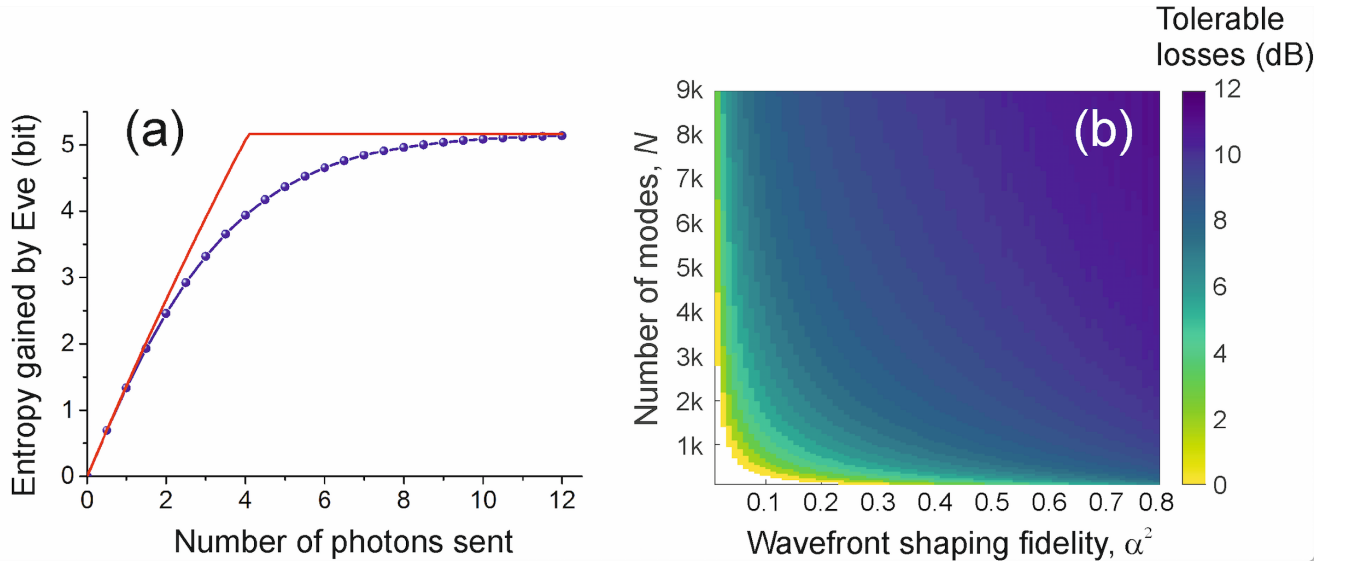 (a)
Entropy gained by Eve (bit)
5
4
3
2
1
0
0 2 4 6 8 10 12
Number of photons sent
Tolerable
losses (dB)
(b)
Number of modes, N
9k
8k
7k
6k
5k
4k
3k
2k
1k
0.1 0.2 0.3 0.4 0.5 0.6 0.7 0.8
Wavefront shaping fidelity, α²
12
10
8
6
4
2
0